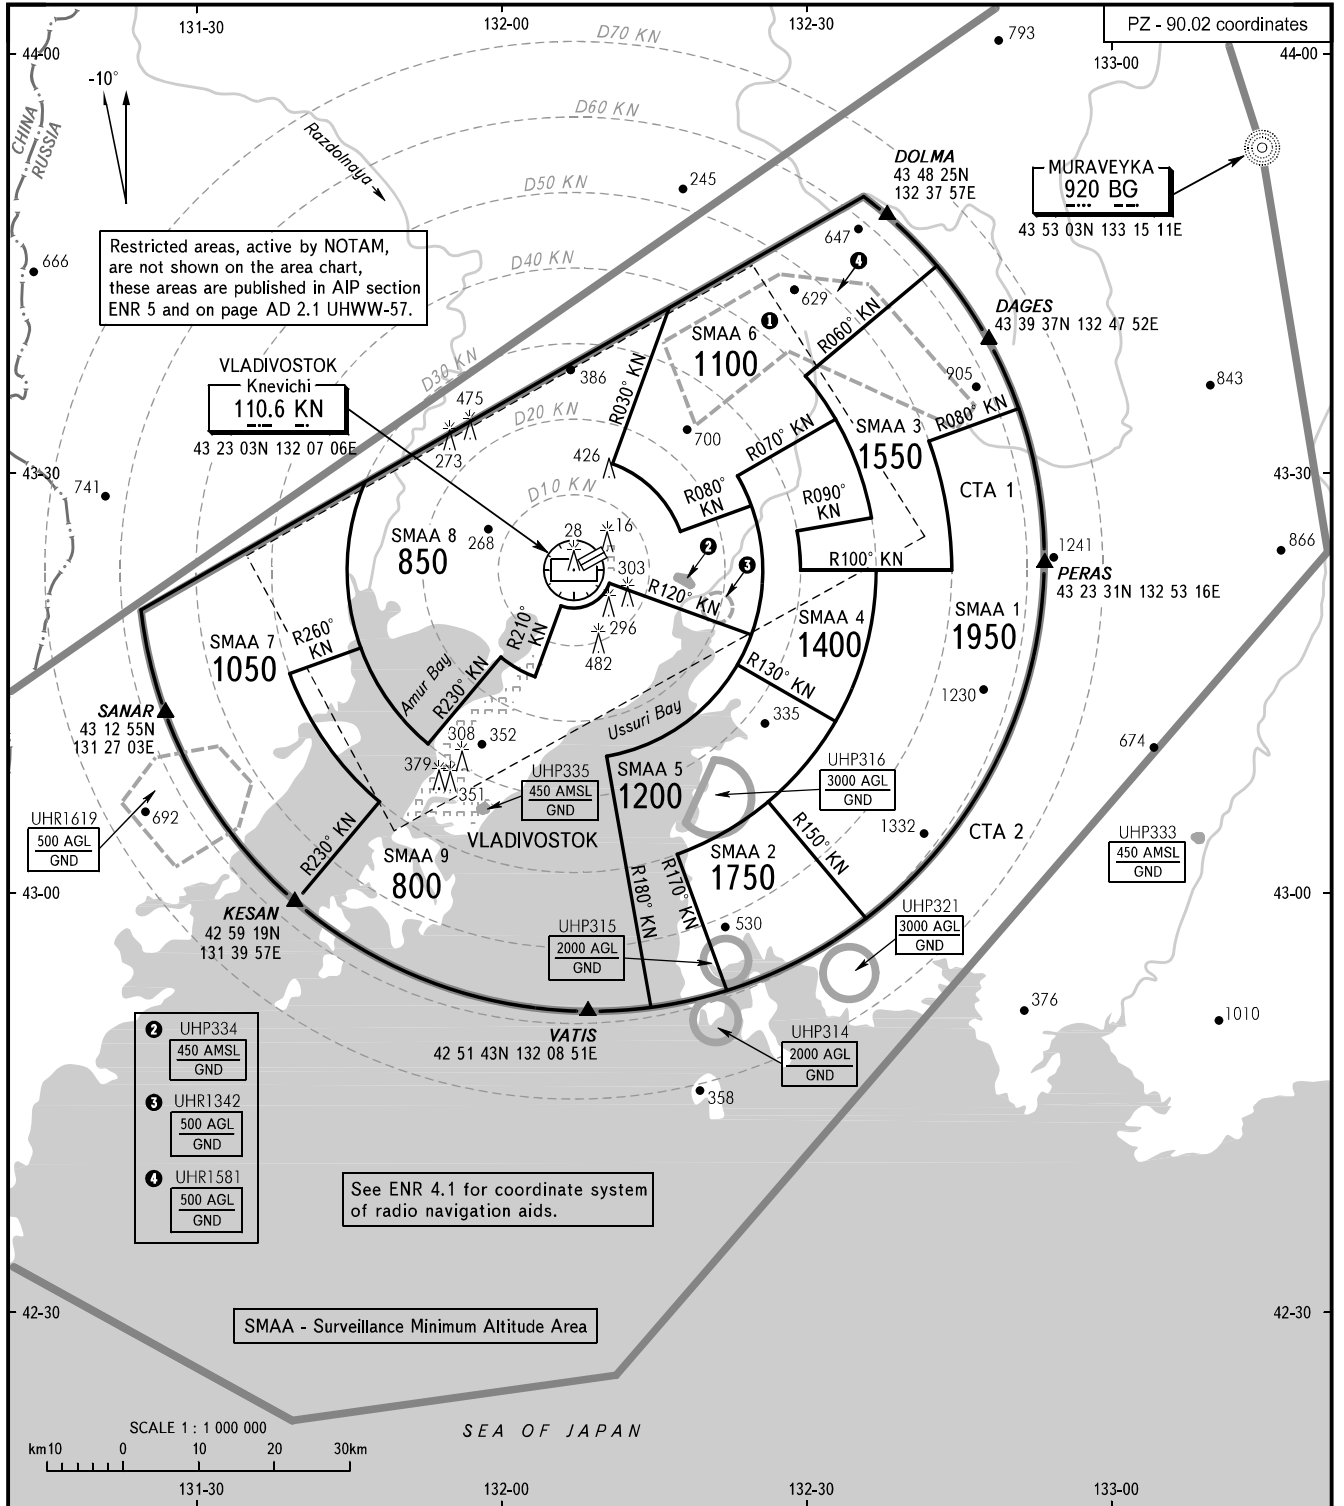 131-30
132-00
132-30
PZ - 90.02 coordinates
44-00
133-00
44-00
D70 KN
793
-10°
CHINA
RUSSIA
D60 KN
Razdolnaya
DOLMA
43 48 25N
132 37 57E
MURAVEYKA
920 BG
43 53 03N 133 15 11E
D50 KN
245
647
Restricted areas, active by NOTAM,
are not shown on the area chart,
these areas are published in AIP section
ENR 5 and on page AD 2.1 UHWW-57.
666
D40 KN
4
629
DAGES
43 39 37N 132 47 52E
1
SMAA 6
1100
R060° KN
D30 KN
VLADIVOSTOK
Knevichi
110.6 KN
43 23 03N 132 07 06E
386
475
R030° KN
905
843
D20 KN
273
700
R080° KN
R070° KN
SMAA 3
1550
426
43-30
43-30
741
D10 KN
R080°
KN
R090°
KN
CTA 1
SMAA 8
850
268
28
16
2
3
303
R120° KN
R100° KN
1241
866
PERAS
43 23 31N 132 53 16E
SMAA 7
1050
R260°
KN
R210°
KN
296
482
SMAA 4
1400
SMAA 1
1950
Amur Bay
R230° KN
R130° KN
1230
Ussuri Bay
335
674
SANAR
43 12 55N
131 27 03E
308
352
379
351
UHP335
450 AMSL
GND
SMAA 5
1200
UHP316
3000 AGL
GND
UHR1619
500 AGL
GND
692
VLADIVOSTOK
1332
CTA 2
UHP333
450 AMSL
GND
R230° KN
SMAA 9
800
SMAA 2
1750
R150° KN
R180° KN
R170° KN
43-00
43-00
KESAN
42 59 19N
131 39 57E
UHP315
2000 AGL
GND
530
UHP321
3000 AGL
GND
376
1010
2 UHP334
450 AMSL
GND
3 UHR1342
500 AGL
GND
4 UHR1581
500 AGL
GND
VATIS
42 51 43N 132 08 51E
UHP314
2000 AGL
GND
358
See ENR 4.1 for coordinate system
of radio navigation aids.
42-30
42-30
SMAA - Surveillance Minimum Altitude Area
SCALE 1 : 1 000 000
km10 0 10 20 30km
SEA OF JAPAN
131-30
132-00
132-30
133-00